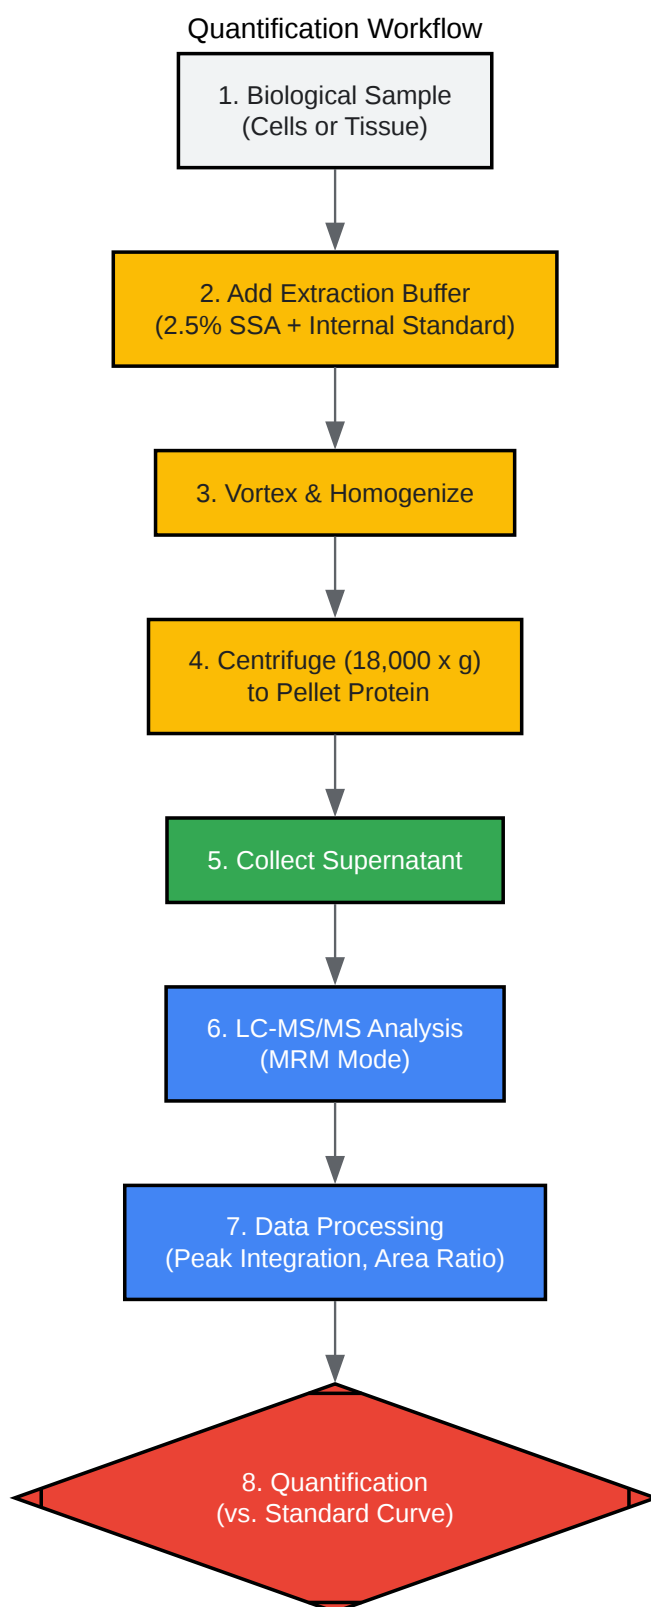 Quantification Workflow
1. Biological Sample
(Cells or Tissue)
2. Add Extraction Buffer
(2.5% SSA + Internal Standard)
3. Vortex & Homogenize
4. Centrifuge (18,000 x g)
to Pellet Protein
5. Collect Supernatant
6. LC-MS/MS Analysis
(MRM Mode)
7. Data Processing
(Peak Integration, Area Ratio)
8. Quantification
(vs. Standard Curve)